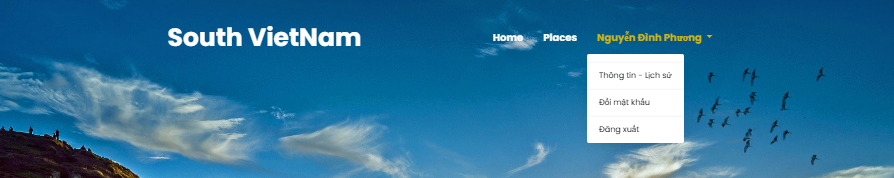 South VietNam
Home Places Nguyễn Đình Phương
Thông tin - Lịch sử
Đổi mật khẩu
Đăng xuất